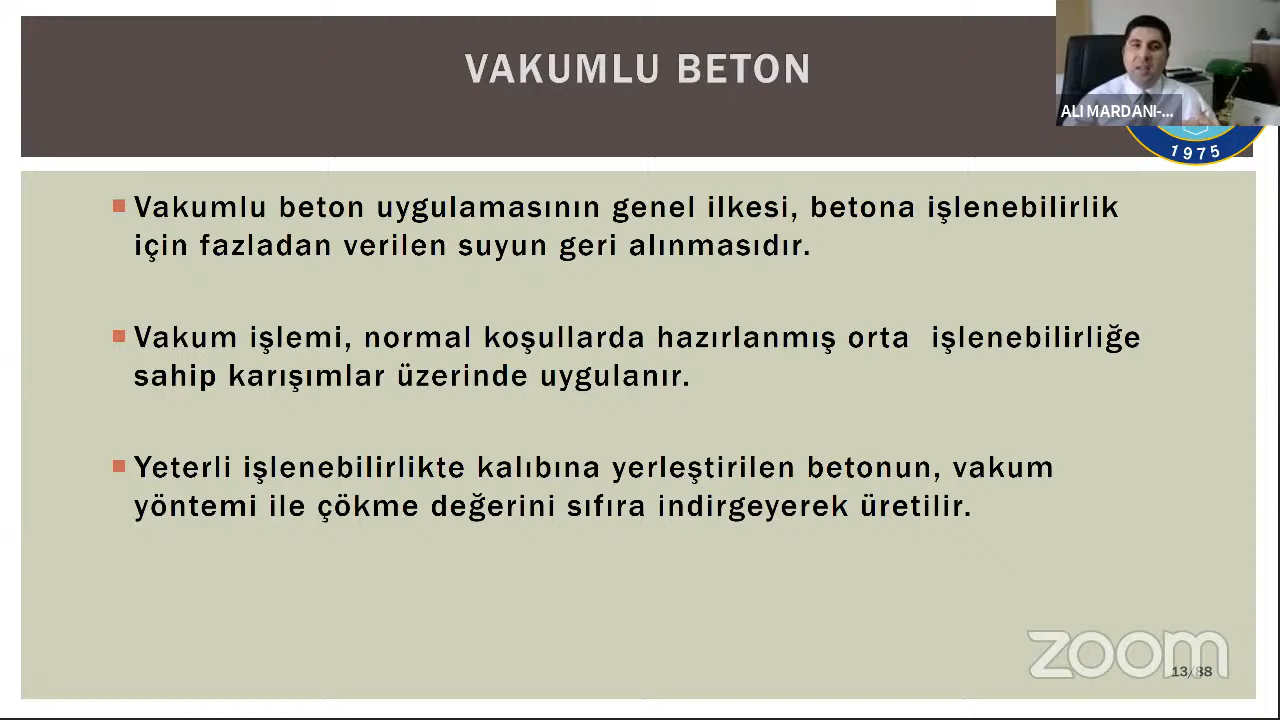 VAKUMLU BETON
ALI MARDANI-...
1975
Vakumlu beton uygulamasının genel ilkesi, betona işlenebilirlik
için fazladan verilen suyun geri alınmasıdır.
Vakum işlemi, normal koşullarda hazırlanmış orta işlenebilirliğe
sahip karışımlar üzerinde uygulanır.
Yeterli işlenebilirlikte kalıbına yerleştirilen betonun, vakum
yöntemi ile çökme değerini sıfıra indirgeyerek üretilir.
zoom
13/38